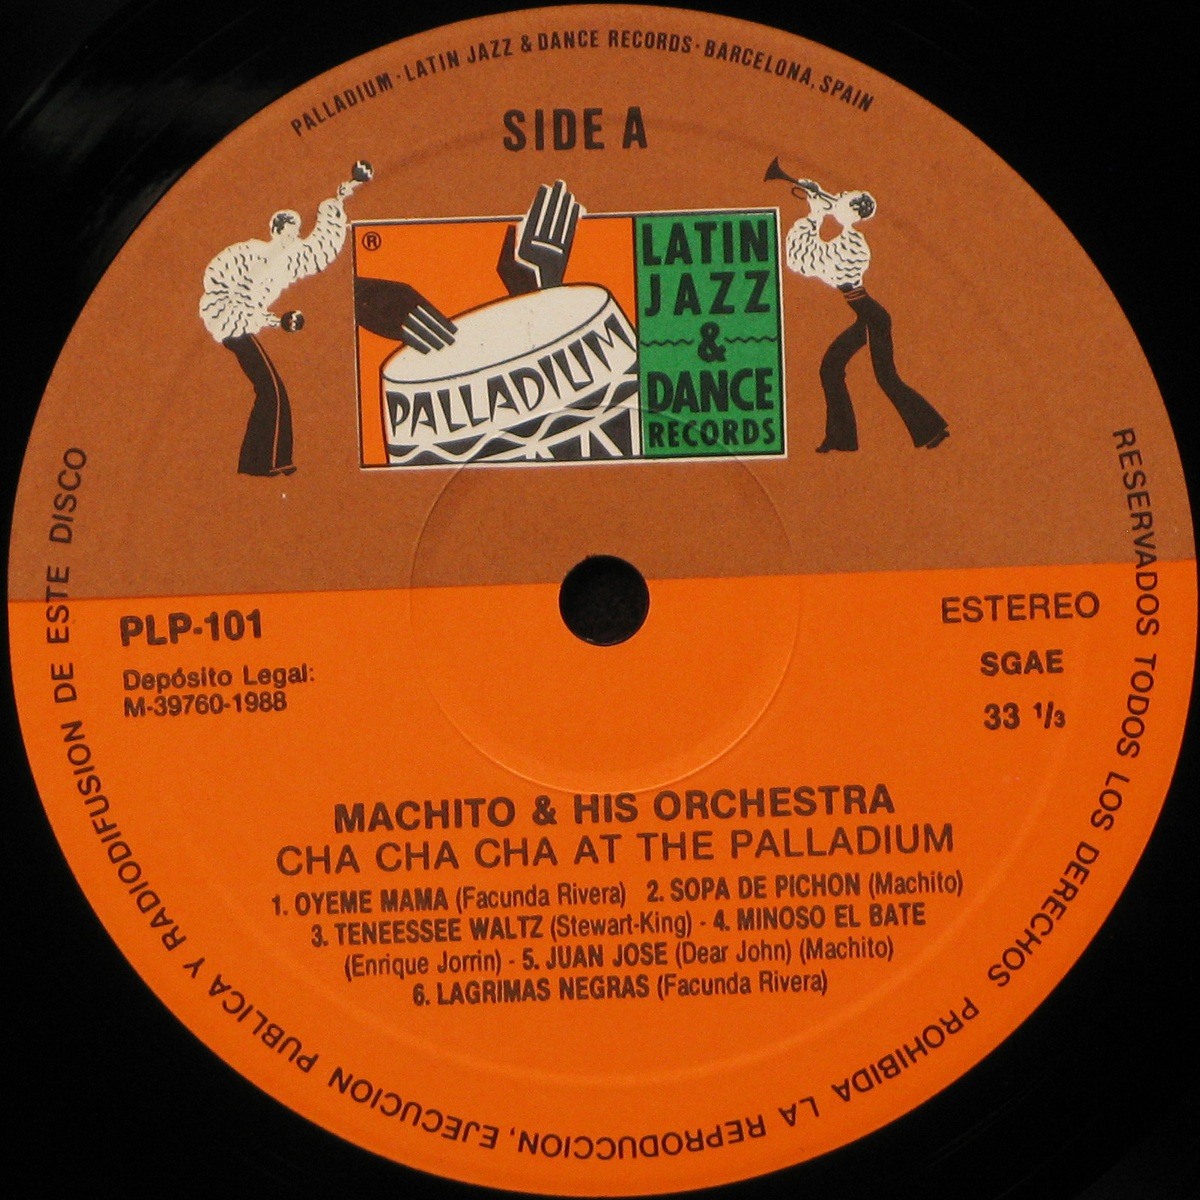 PALLADIUM · LATIN JAZZ & DANCE RECORDS · BARCELONA, SPAIN
SIDE A
®
PALLADIUM
LATIN
JAZZ
&
DANCE
RECORDS
PLP-101
Depósito Legal:
M-39760-1988
ESTEREO
SGAE
33 1/3
MACHITO & HIS ORCHESTRA
CHA CHA CHA AT THE PALLADIUM
1. OYEME MAMA (Facunda Rivera) 2. SOPA DE PICHON (Machito)
3. TENEESSEE WALTZ (Stewart-King) - 4. MINOSO EL BATE
(Enrique Jorrin) - 5. JUAN JOSE (Dear John) (Machito)
6. LAGRIMAS NEGRAS (Facunda Rivera)
RESERVADOS TODOS LOS DERECHOS PROHIBIDA LA REPRODUCCION, EJECUCION PUBLICA Y RADIODIFUSION DE ESTE DISCO